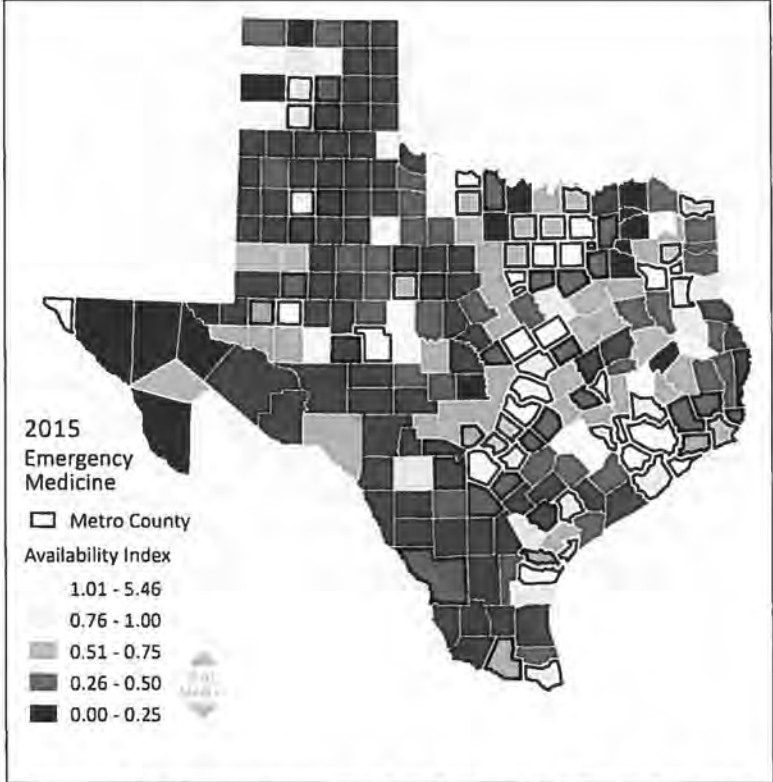 2015
Emergency
Medicine
Metro County
Availability Index
1.01 - 5.46
0.76 - 1.00
0.51 - 0.75
0.26 - 0.50
0.00 - 0.25